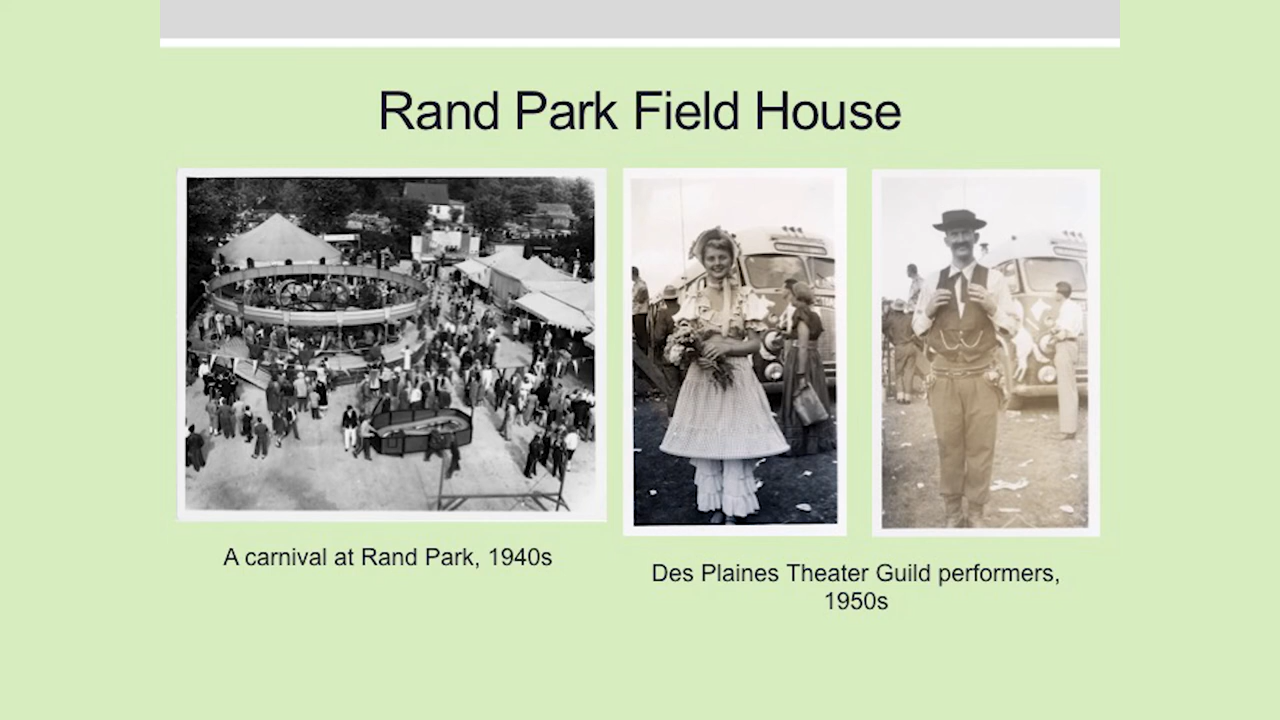 Rand Park Field House
A carnival at Rand Park, 1940s
Des Plaines Theater Guild performers,
1950s